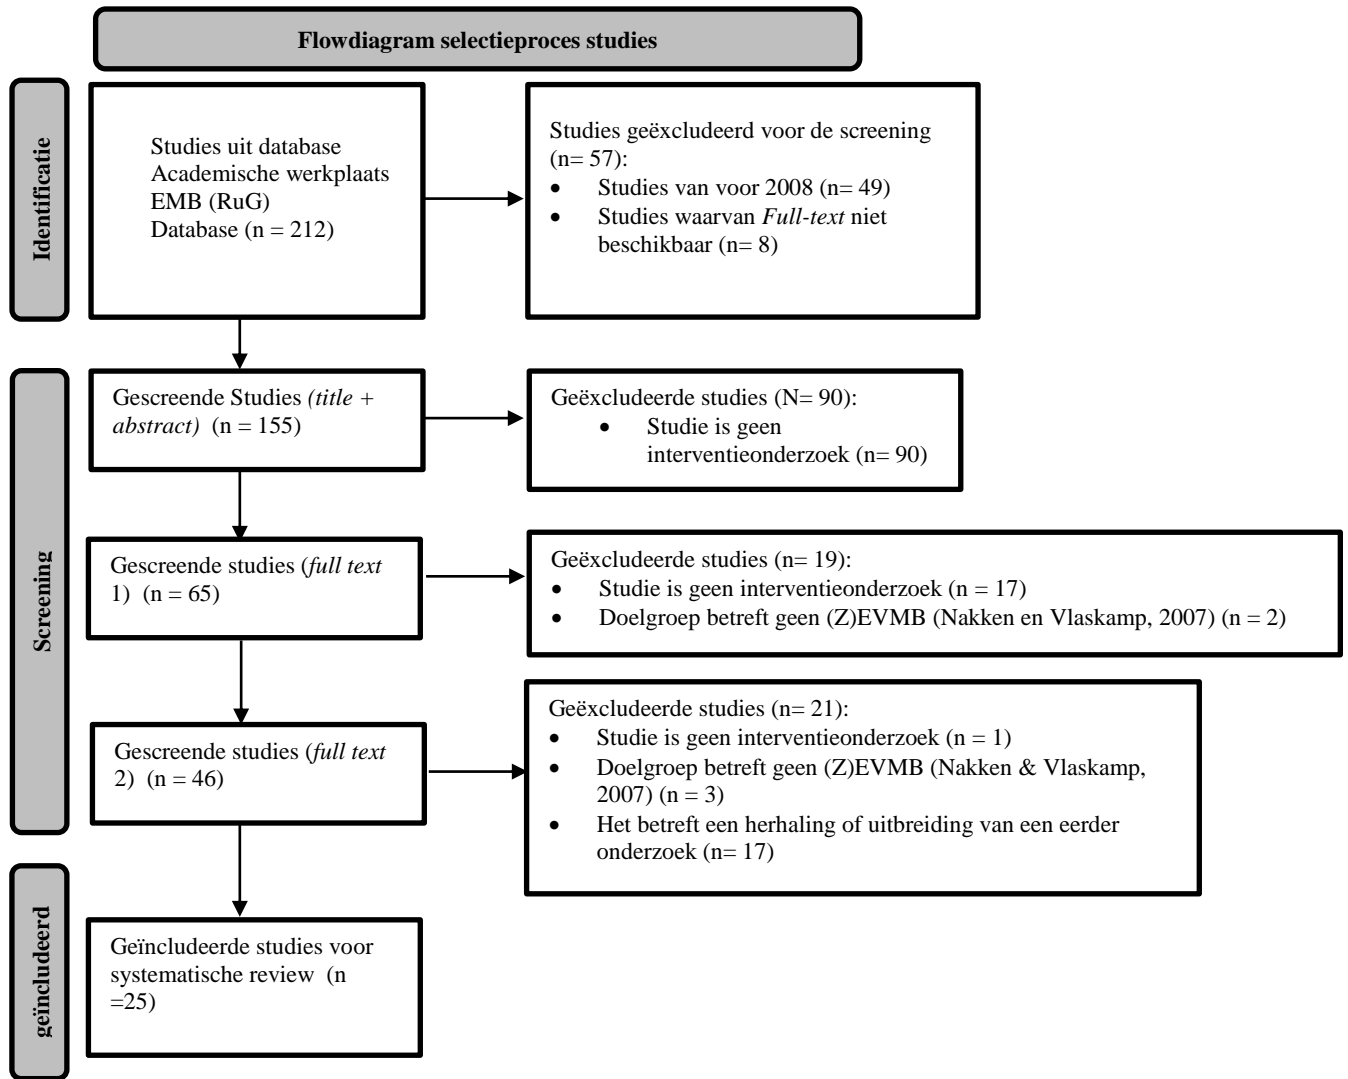 Flowdiagram selectieproces studies
Identificatie
Studies uit database
Academische werkplaats
EMB (RuG)
Database (n = 212)
Studies geëxcludeerd voor de screening
(n= 57):
• Studies van voor 2008 (n= 49)
• Studies waarvan Full-text niet
beschikbaar (n= 8)
Screening
Gescreende Studies (title +
abstract) (n = 155)
Geëxcludeerde studies (N= 90):
• Studie is geen
interventieonderzoek (n= 90)
Gescreende studies (full text
1) (n = 65)
Geëxcludeerde studies (n= 19):
• Studie is geen interventieonderzoek (n = 17)
• Doelgroep betreft geen (Z)EVMB (Nakken en Vlaskamp, 2007) (n = 2)
Gescreende studies (full text
2) (n = 46)
Geëxcludeerde studies (n= 21):
• Studie is geen interventieonderzoek (n = 1)
• Doelgroep betreft geen (Z)EVMB (Nakken & Vlaskamp,
2007) (n = 3)
• Het betreft een herhaling of uitbreiding van een eerder
onderzoek (n= 17)
geïncludeerd
Geïncludeerde studies voor
systematische review (n
=25)